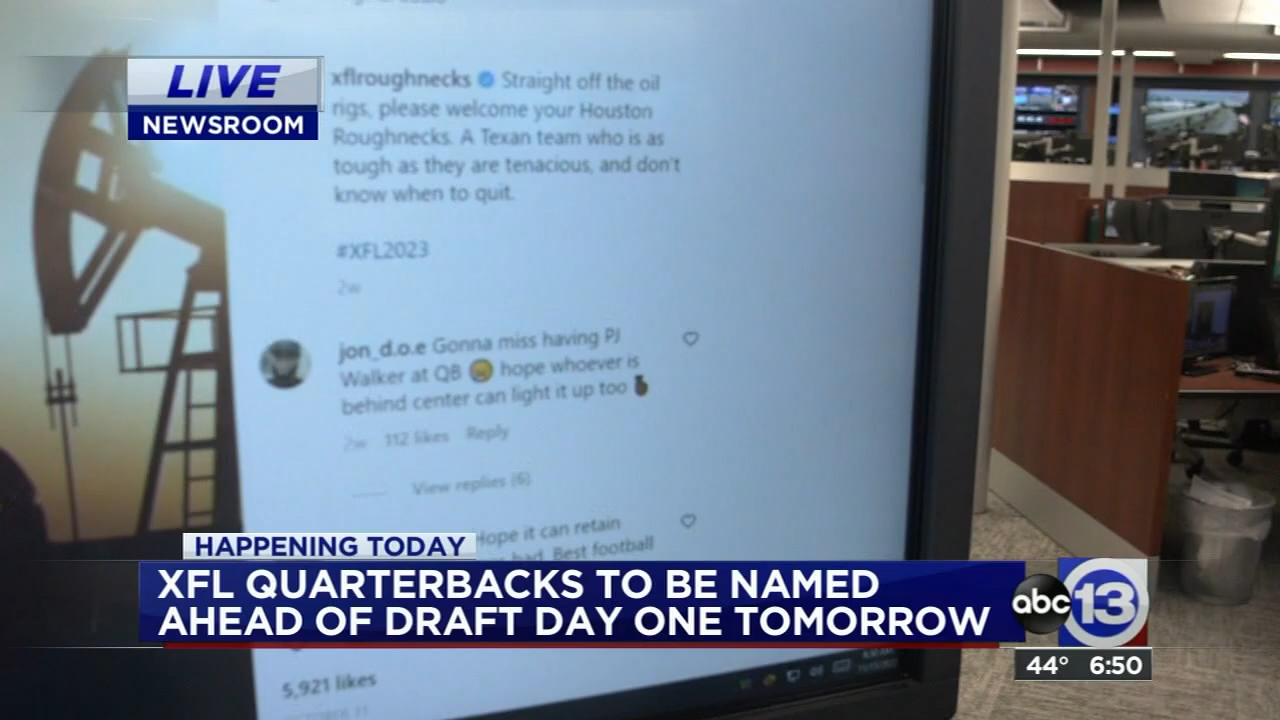 LIVE
NEWSROOM
xflroughnecks Straight off the oil
rigs, please welcome your Houston
Roughnecks. A Texan team who is as
tough as they are tenacious, and don't
know when to quit.
#XFL2023
2w
jon_d.o.e Gonna miss having PJ
Walker at QB hope whoever is
behind center can light it up too
2w 112 likes Reply
View replies (6)
Hope it can retain
had. Best football
HAPPENING TODAY
XFL QUARTERBACKS TO BE NAMED
AHEAD OF DRAFT DAY ONE TOMORROW
abc 13
44° 6:50
5,921 likes